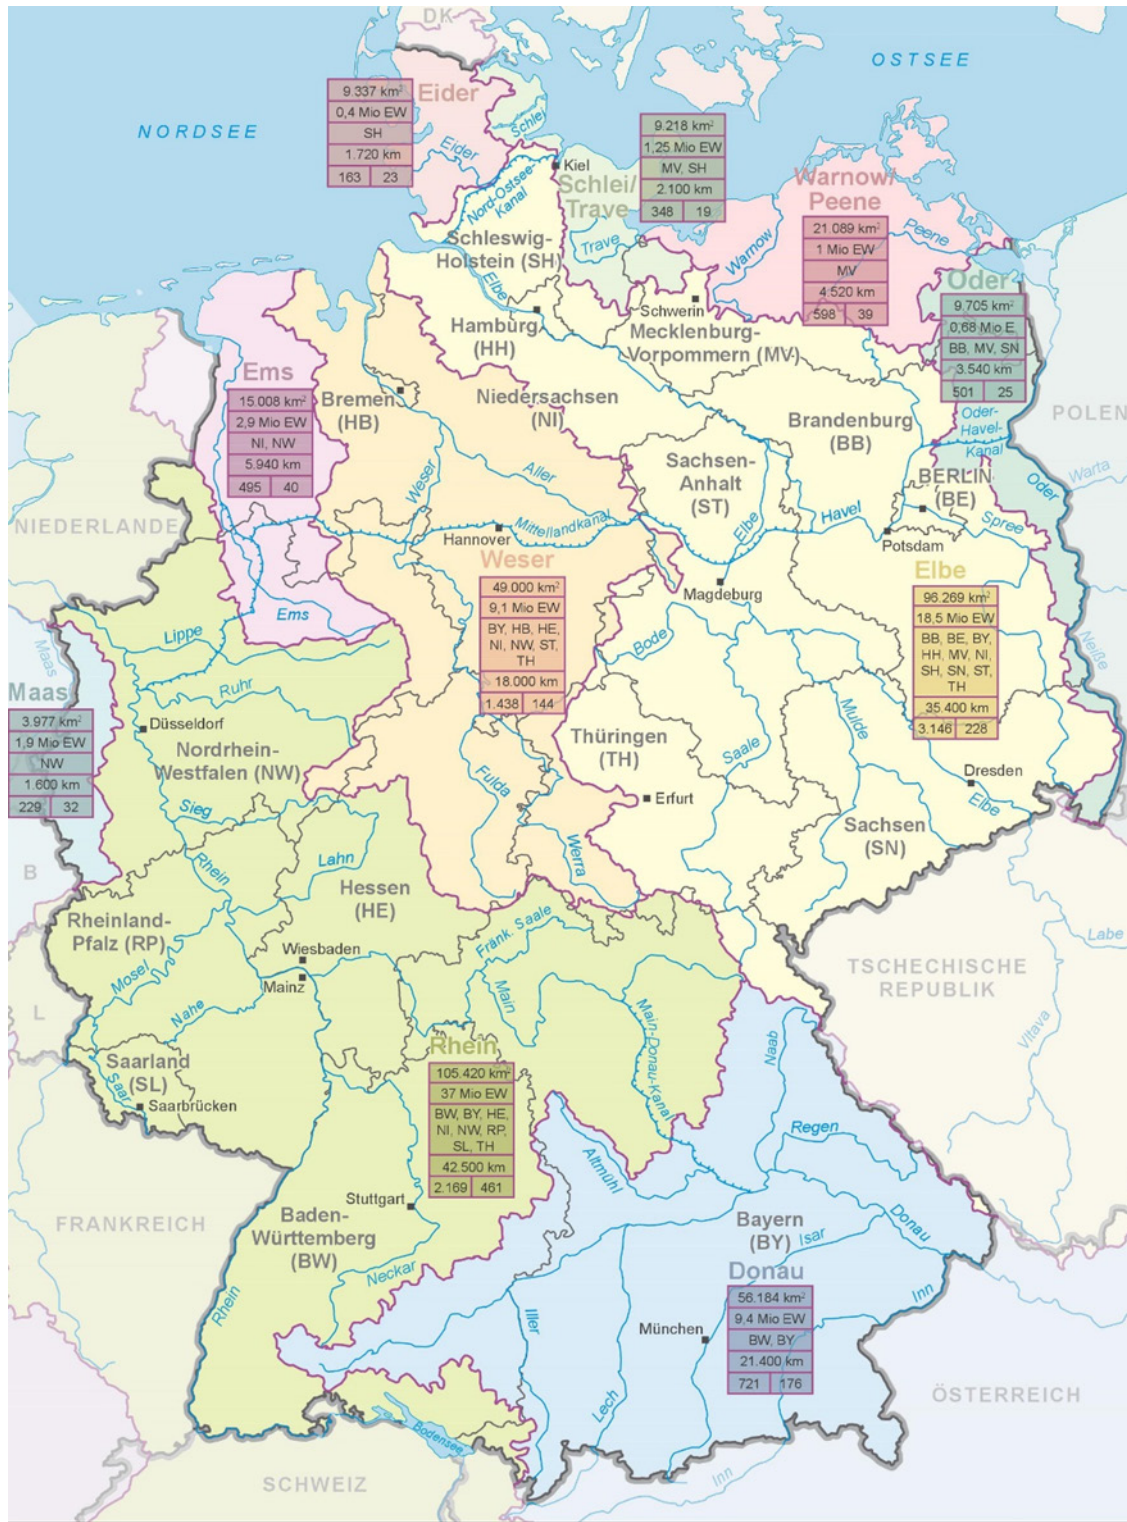 DK
OSTSEE
NORDSEE
9.337 km²
0,4 Mio EW
SH
1.720 km
163 23
Eider
Eider
Schlei
Kiel
Nord-Ostsee-
Kanal
9.218 km²
1,25 Mio EW
MV, SH
2.100 km
348 19
Schlei/
Trave
Trave
Warnow/
Peene
21.089 km²
1 Mio EW
MV
4.520 km
598 39
Warnow
Peene
Schleswig-
Holstein (SH)
Elbe
Hamburg
(HH)
Schwerin
Mecklenburg-
Vorpommern (MV)
Oder
9.705 km²
0,68 Mio E.
BB, MV, SN
3.540 km
501 25
Oder-
Havel-
Kanal
POLEN
Ems
15.008 km²
2,9 Mio EW
NI, NW
5.940 km
495 40
Bremen
(HB)
Niedersachsen
(NI)
Brandenburg
(BB)
Weser
Aller
Sachsen-
Anhalt
(ST)
BERLIN
(BE)
Oder
Warta
NIEDERLANDE
Hannover
Mittellandkanal
Elbe
Havel
Spree
Potsdam
Weser
49.000 km²
9,1 Mio EW
BY, HB, HE,
NI, NW, ST,
TH
18.000 km
1.438 144
Magdeburg
Elbe
96.269 km²
18,5 Mio EW
BB, BE, BY,
HH, MV, NI,
SH, SN, ST,
TH
35.400 km
3.146 228
Ems
Lippe
Bode
Neiße
Maas
Maas
3.977 km²
1,9 Mio EW
NW
1.600 km
229 32
Ruhr
Düsseldorf
Nordrhein-
Westfalen (NW)
Thüringen
(TH)
Saale
Mulde
Fulda
Erfurt
Dresden
Elbe
Sieg
Sachsen
(SN)
Werra
B
Rhein
Lahn
Hessen
(HE)
Rheinland-
Pfalz (RP)
Fränk. Saale
Wiesbaden
Mainz
Mosel
Nahe
Main
Main-Donau-Kanal
Labe
TSCHECHISCHE
REPUBLIK
Vltava
L
Naab
Saarland
(SL)
Saar
Saarbrücken
Rhein
105.420 km²
37 Mio EW
BW, BY, HE,
NI, NW, RP,
SL, TH
42.500 km
2.169 461
Regen
Altmühl
Stuttgart
Baden-
Württemberg
(BW)
FRANKREICH
Neckar
Rhein
Bayern
(BY)
Isar
Donau
Donau
56.184 km²
9,4 Mio EW
BW, BY
21.400 km
721 176
Inn
Iller
München
Lech
Bodensee
ÖSTERREICH
SCHWEIZ
Inn